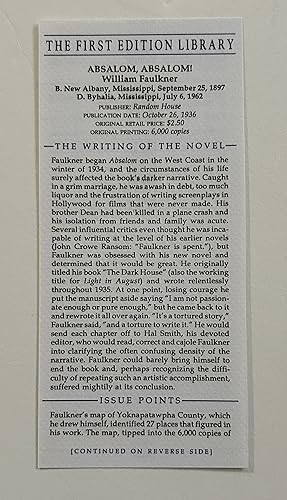 THE FIRST EDITION LIBRARY
ABSALOM, ABSALOM!
William Faulkner
B. New Albany, Mississippi, September 25, 1897
D. Byhalia, Mississippi, July 6, 1962
PUBLISHER: Random House
PUBLICATION DATE: October 26, 1936
ORIGINAL RETAIL PRICE: $2.50
ORIGINAL PRINTING: 6,000 copies
THE WRITING OF THE NOVEL
Faulkner began Absalom on the West Coast in the
winter of 1934, and the circumstances of his life
surely affected the book's darker narrative. Caught
in a grim marriage, he was awash in debt, too much
liquor and the frustration of writing screenplays in
Hollywood for films that were never made. His
brother Dean had been killed in a plane crash and
his isolation from friends and family was acute.
Several influential critics even thought he was inca-
pable of writing at the level of his earlier novels
(John Crowe Ransom: "Faulkner is spent."), but
Faulkner was obsessed with his new novel and
determined that it would be great. He originally
titled his book "The Dark House" (also the working
title for Light in August) and wrote relentlessly
throughout 1935. At one point, losing courage he
put the manuscript aside saying "I am not passion-
ate enough or pure enough," but he came back to it
and rewrote it all over again. "It's a tortured story,"
Faulkner said, "and a torture to write it." He would
send each chapter off to Hal Smith, his devoted
editor, who would read, correct and cajole Faulkner
into clarifying the often confusing density of the
narrative. Faulkner could barely bring himself to
end the book and, perhaps recognizing the diffi-
culty of repeating such an artistic accomplishment,
suffered mightily at its conclusion.
ISSUE POINTS
Faulkner's map of Yoknapatawpha County, which
he drew himself, identified 27 places that figured in
his work. The map, tipped into the 6,000 copies of
[CONTINUED ON REVERSE SIDE]